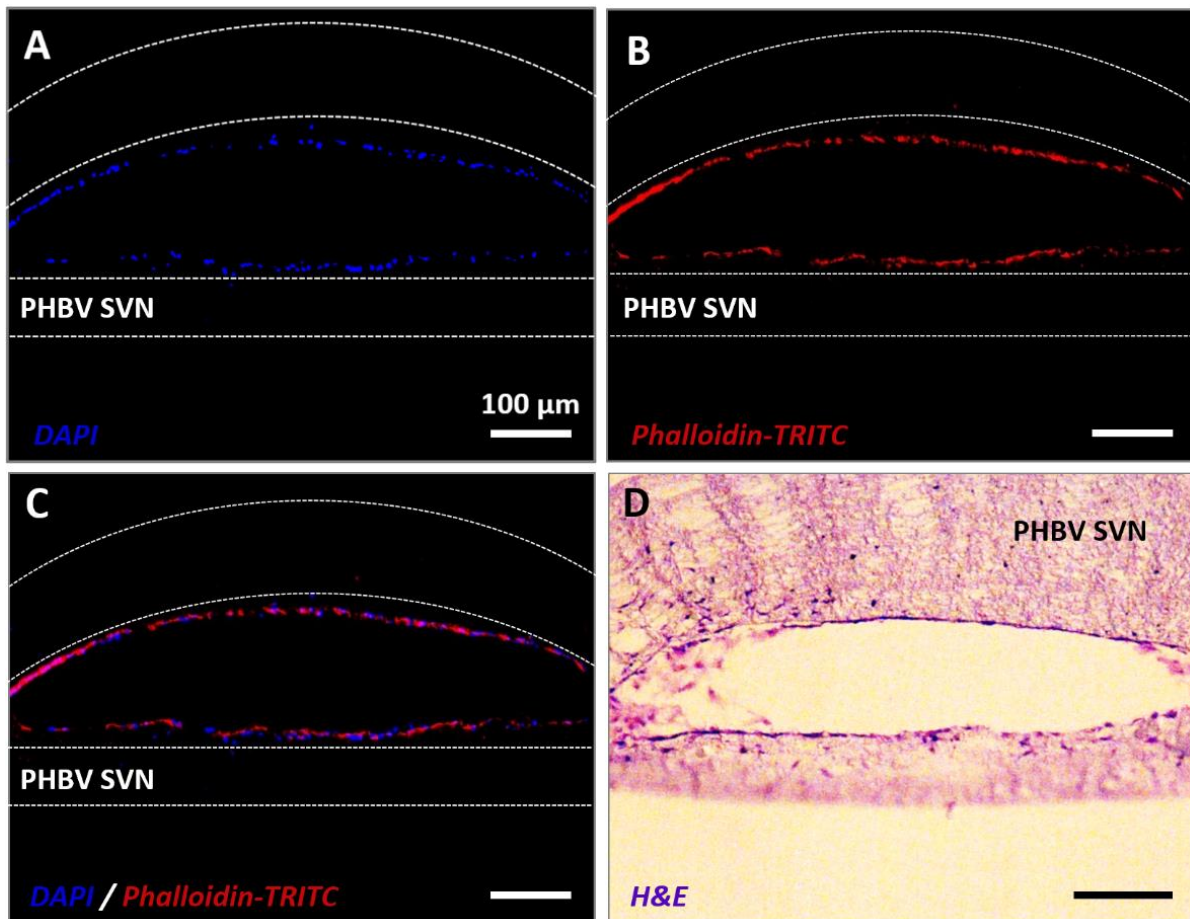 A
PHBV SVN
100 µm
DAPI
B
PHBV SVN
Phalloidin-TRITC
C
PHBV SVN
DAPI / Phalloidin-TRITC
D
PHBV SVN
H&E